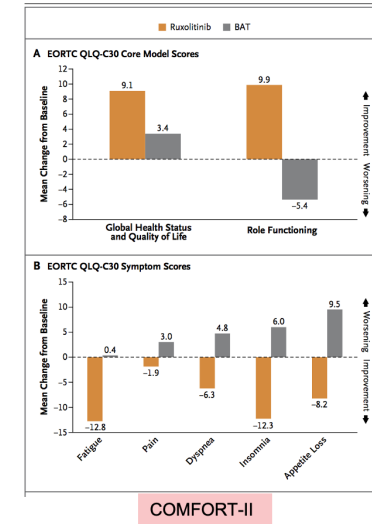 Ruxolitinib BAT
A EORTC QLQ-C30 Core Model Scores
Mean Change from Baseline
12
10
8
6
4
2
0
−2
−4
−6
−8
9.1
3.4
9.9
−5.4
Global Health Status
and Quality of Life
Role Functioning
Improvement
Worsening
B EORTC QLQ-C30 Symptom Scores
Mean Change from Baseline
15
10
5
0
−5
−10
−15
−12.8
0.4
−1.9
3.0
−6.3
4.8
−12.3
6.0
−8.2
9.5
Fatigue
Pain
Dyspnea
Insomnia
Appetite Loss
Worsening
Improvement
COMFORT-II